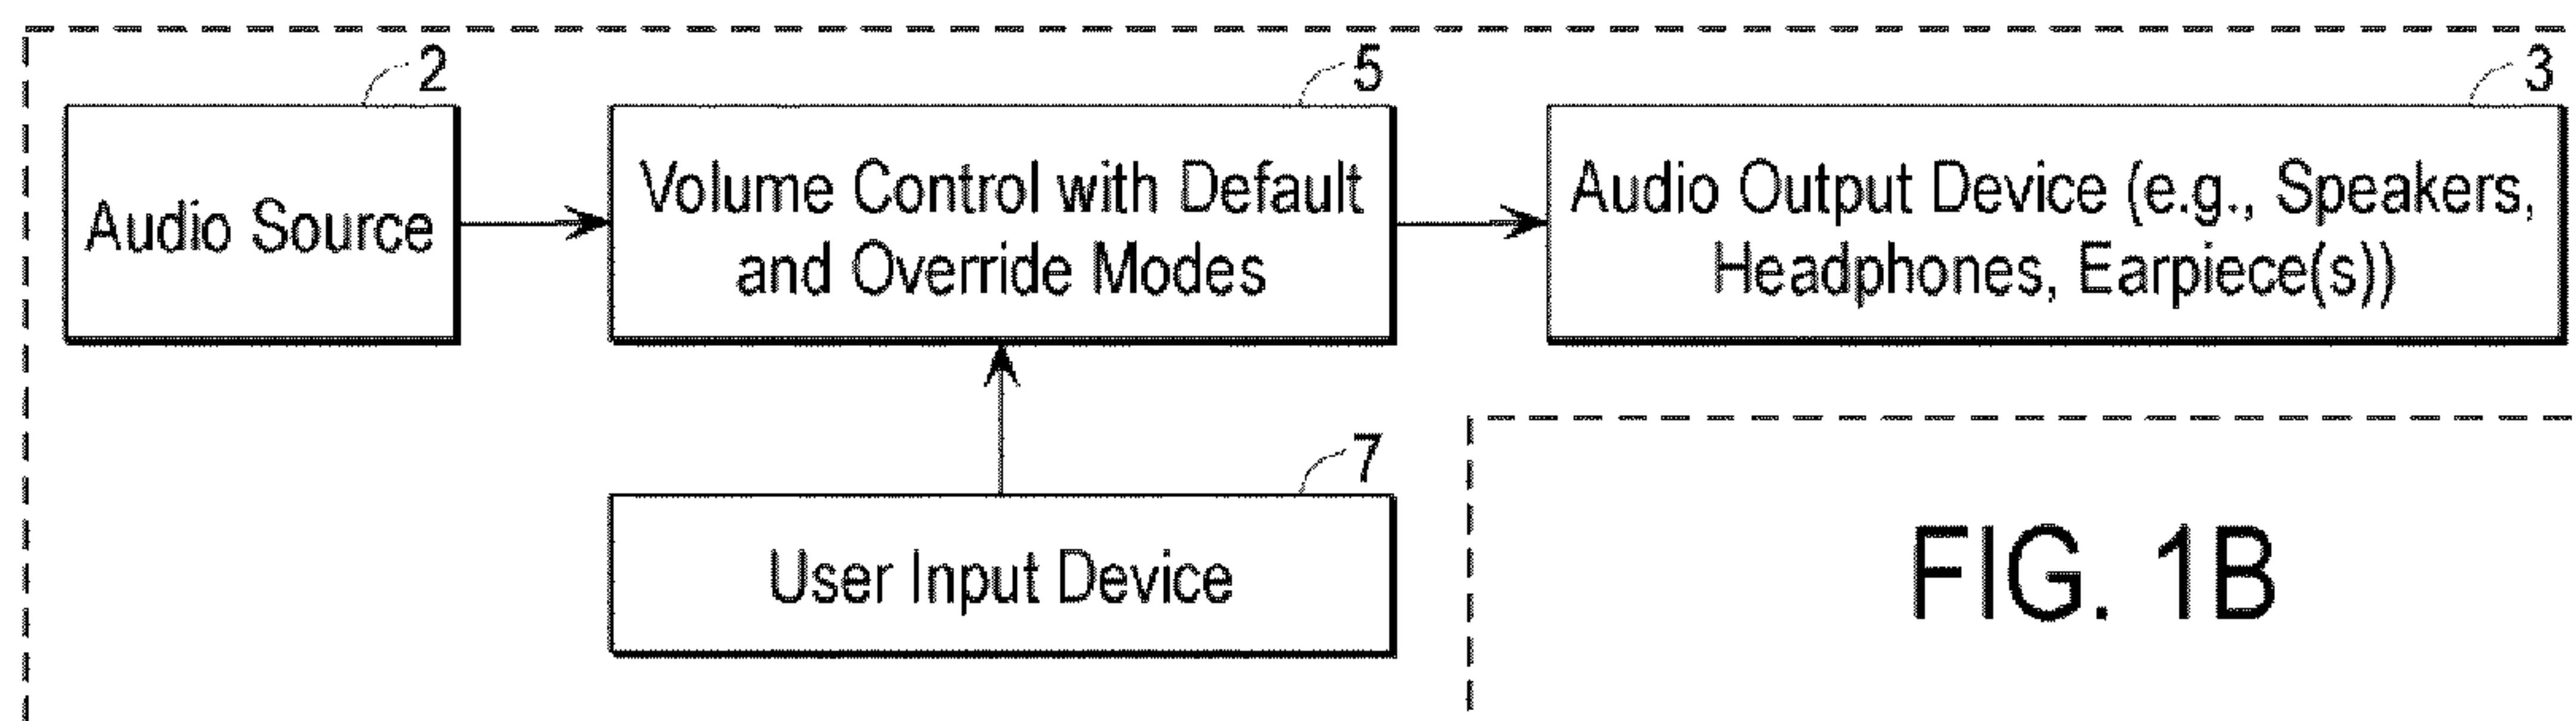 2
5
3
Audio Source
Volume Control with Default
and Override Modes
Audio Output Device (e.g., Speakers,
Headphones, Earpiece(s))
7
User Input Device
FIG. 1B